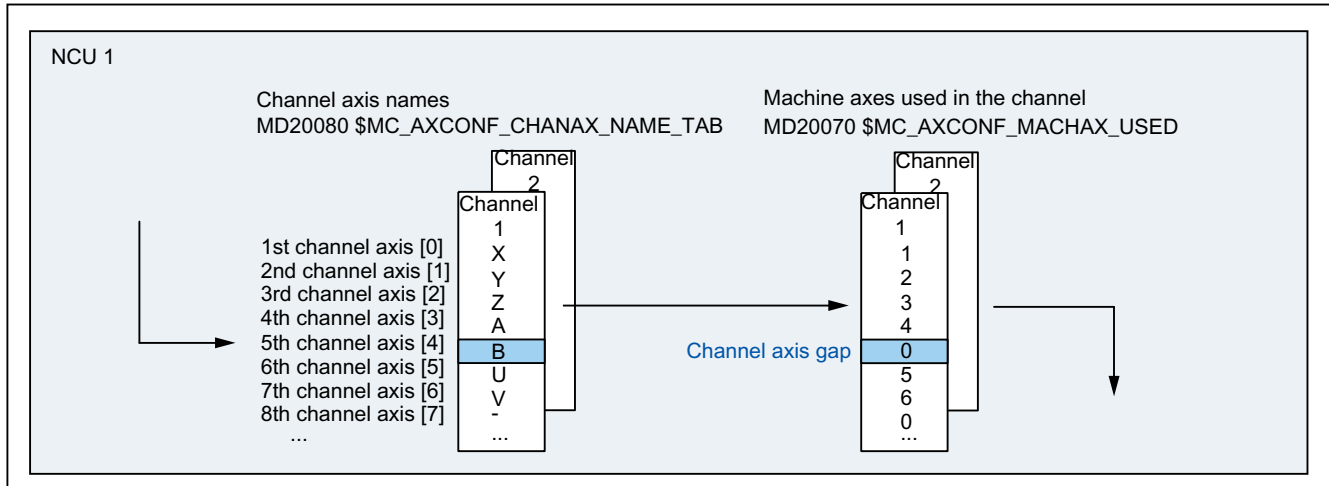 NCU 1
Channel axis names
MD20080 $MC_AXCONF_CHANAX_NAME_TAB
Machine axes used in the channel
MD20070 $MC_AXCONF_MACHAX_USED
Channel
2
Channel
1
1st channel axis [0]
2nd channel axis [1]
3rd channel axis [2]
4th channel axis [3]
5th channel axis [4]
6th channel axis [5]
7th channel axis [6]
8th channel axis [7]
...
X
Y
Z
A
B
U
V
-
...
Channel axis gap
Channel
2
Channel
1
1
2
3
4
0
5
6
0
...